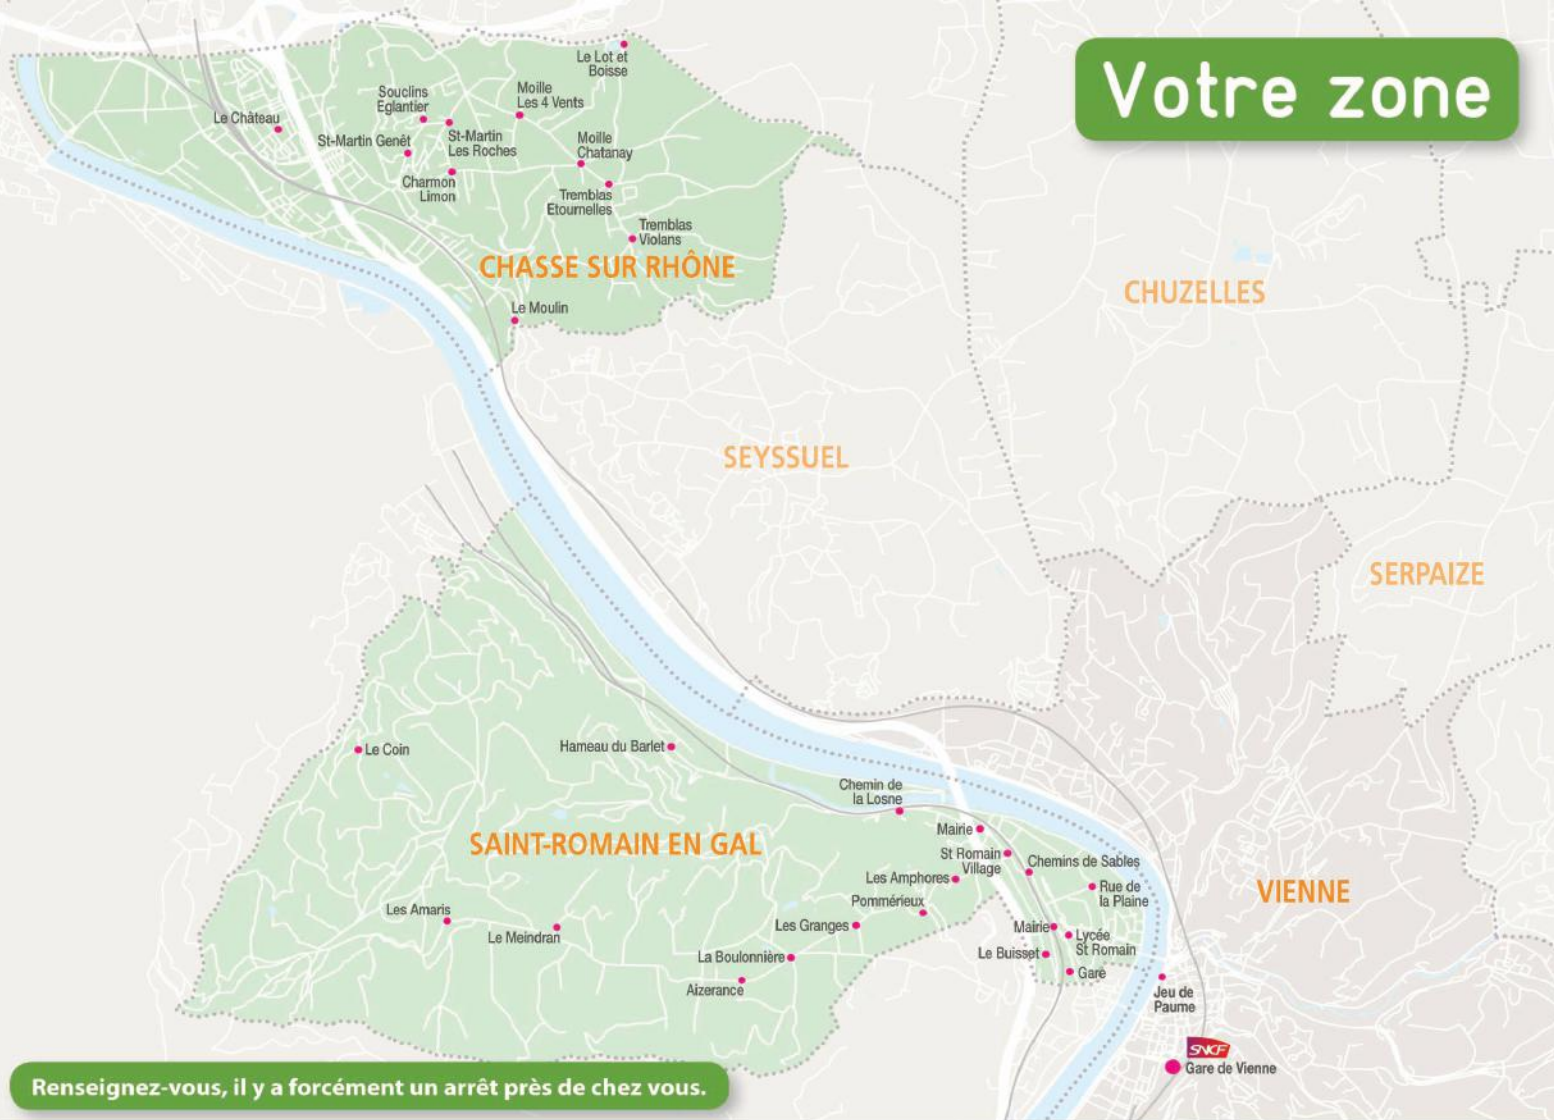 Votre zone
Le Lot et
Boisse
Souclins
Eglantier
Moille
Les 4 Vents
Le Château
St-Martin Genêt
St-Martin
Les Roches
Moille
Chatanay
Charmon
Limon
Tremblas
Etournelles
Tremblas
Violans
CHASSE SUR RHÔNE
CHUZELLES
Le Moulin
SEYSSUEL
SERPAIZE
Le Coin
Hameau du Barlet
Chemin de
la Losne
SAINT-ROMAIN EN GAL
Mairie
St Romain
Village
Chemins de Sables
Les Amphores
Rue de
la Plaine
VIENNE
Pommérieux
Les Amaris
Le Meindran
Les Granges
Mairie
Lycée
St Romain
Le Buisset
La Boulonnière
Gare
Aizerance
Jeu de
Paume
SNCF
Gare de Vienne
Renseignez-vous, il y a forcément un arrêt près de chez vous.